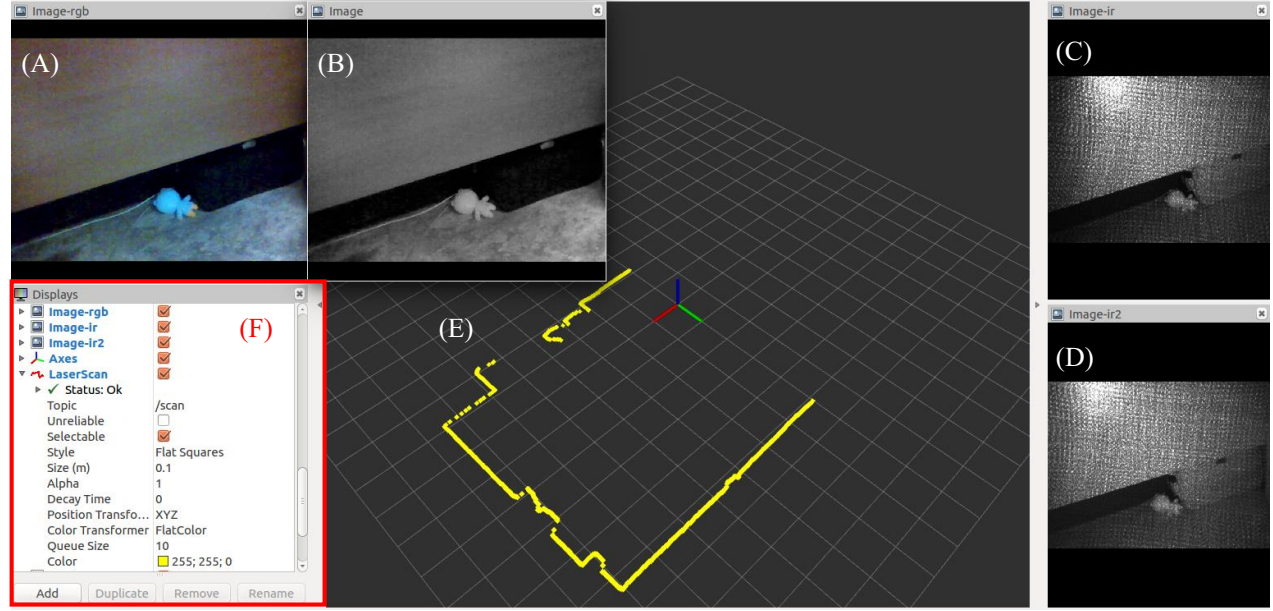 Image-rgb
(A)
Image
(B)
(E)
Image-ir
(C)
Image-ir2
(D)
Displays
(F)
Image-rgb
Image-ir
Image-ir2
Axes
LaserScan
Status: Ok
Topic /scan
Unreliable
Selectable
Style Flat Squares
Size (m) 0.1
Alpha 1
Decay Time 0
Position Transfo... XYZ
Color Transformer FlatColor
Queue Size 10
Color 255; 255; 0
Add Duplicate Remove Rename